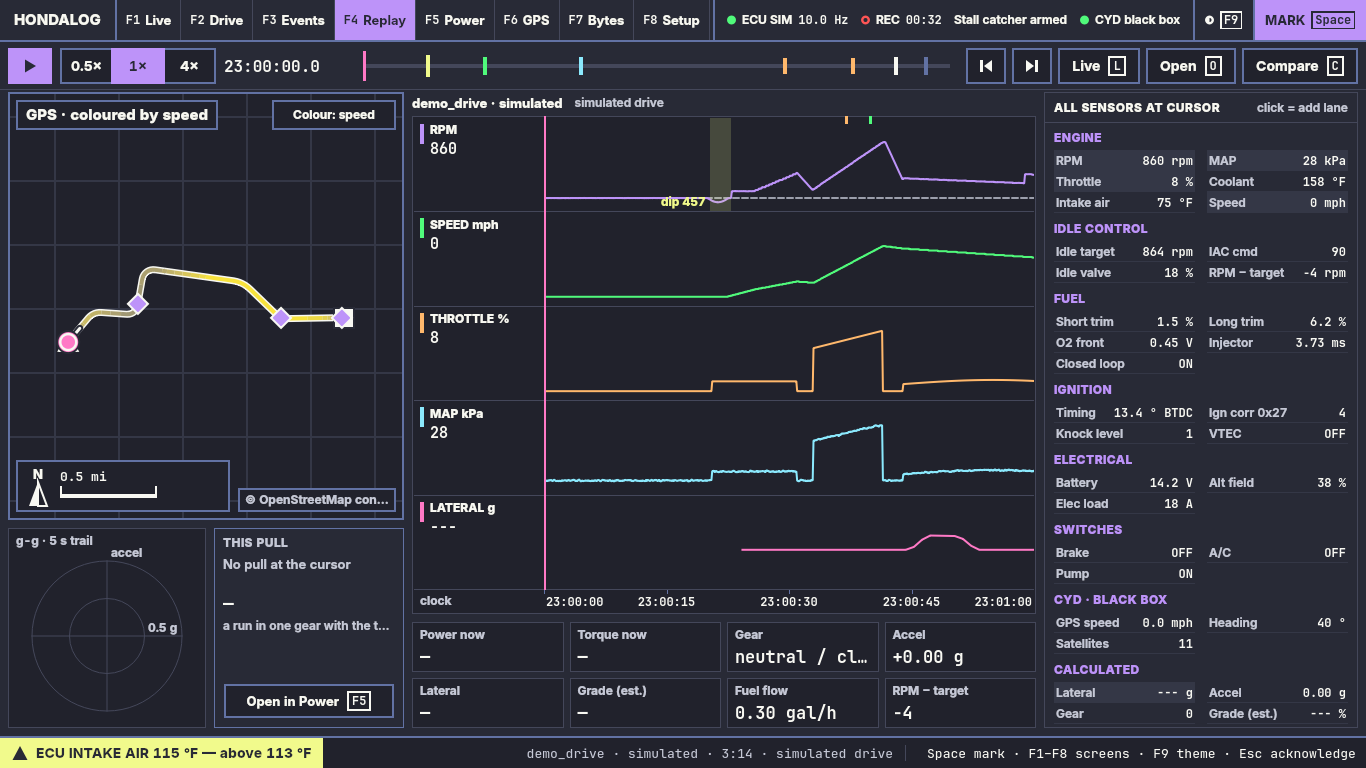 HONDALOG
F1 Live
F2 Drive
F3 Events
F4 Replay
F5 Power
F6 GPS
F7 Bytes
F8 Setup
ECU SIM 10.0 Hz
REC 00:32
Stall catcher armed
CYD black box
F9
MARK Space
0.5×
1×
4×
23:00:00.0
Live L
Open O
Compare C
GPS · coloured by speed
Colour: speed
N
0.5 mi
© OpenStreetMap con…
g-g · 5 s trail
accel
0.5 g
THIS PULL
No pull at the cursor
—
a run in one gear with the t…
Open in Power F5
demo_drive · simulated simulated drive
RPM
860
dip 457
SPEED mph
0
THROTTLE %
8
MAP kPa
28
LATERAL g
---
clock
23:00:00
23:00:15
23:00:30
23:00:45
23:01:00
Power now
—
Torque now
—
Gear
neutral / cl…
Accel
+0.00 g
Lateral
—
Grade (est.)
—
Fuel flow
0.30 gal/h
RPM − target
-4
ALL SENSORS AT CURSOR click = add lane
ENGINE
RPM 860 rpm
MAP 28 kPa
Throttle 8 %
Coolant 158 °F
Intake air 75 °F
Speed 0 mph
IDLE CONTROL
Idle target 864 rpm
IAC cmd 90
Idle valve 18 %
RPM − target -4 rpm
FUEL
Short trim 1.5 %
Long trim 6.2 %
O2 front 0.45 V
Injector 3.73 ms
Closed loop ON
IGNITION
Timing 13.4 ° BTDC
Ign corr 0x27 4
Knock level 1
VTEC OFF
ELECTRICAL
Battery 14.2 V
Alt field 38 %
Elec load 18 A
SWITCHES
Brake OFF
A/C OFF
Pump ON
CYD · BLACK BOX
GPS speed 0.0 mph
Heading 40 °
Satellites 11
CALCULATED
Lateral --- g
Accel 0.00 g
Gear 0
Grade (est.) --- %
ECU INTAKE AIR 115 °F — above 113 °F
demo_drive · simulated · 3:14 · simulated drive
Space mark · F1–F8 screens · F9 theme · Esc acknowledge